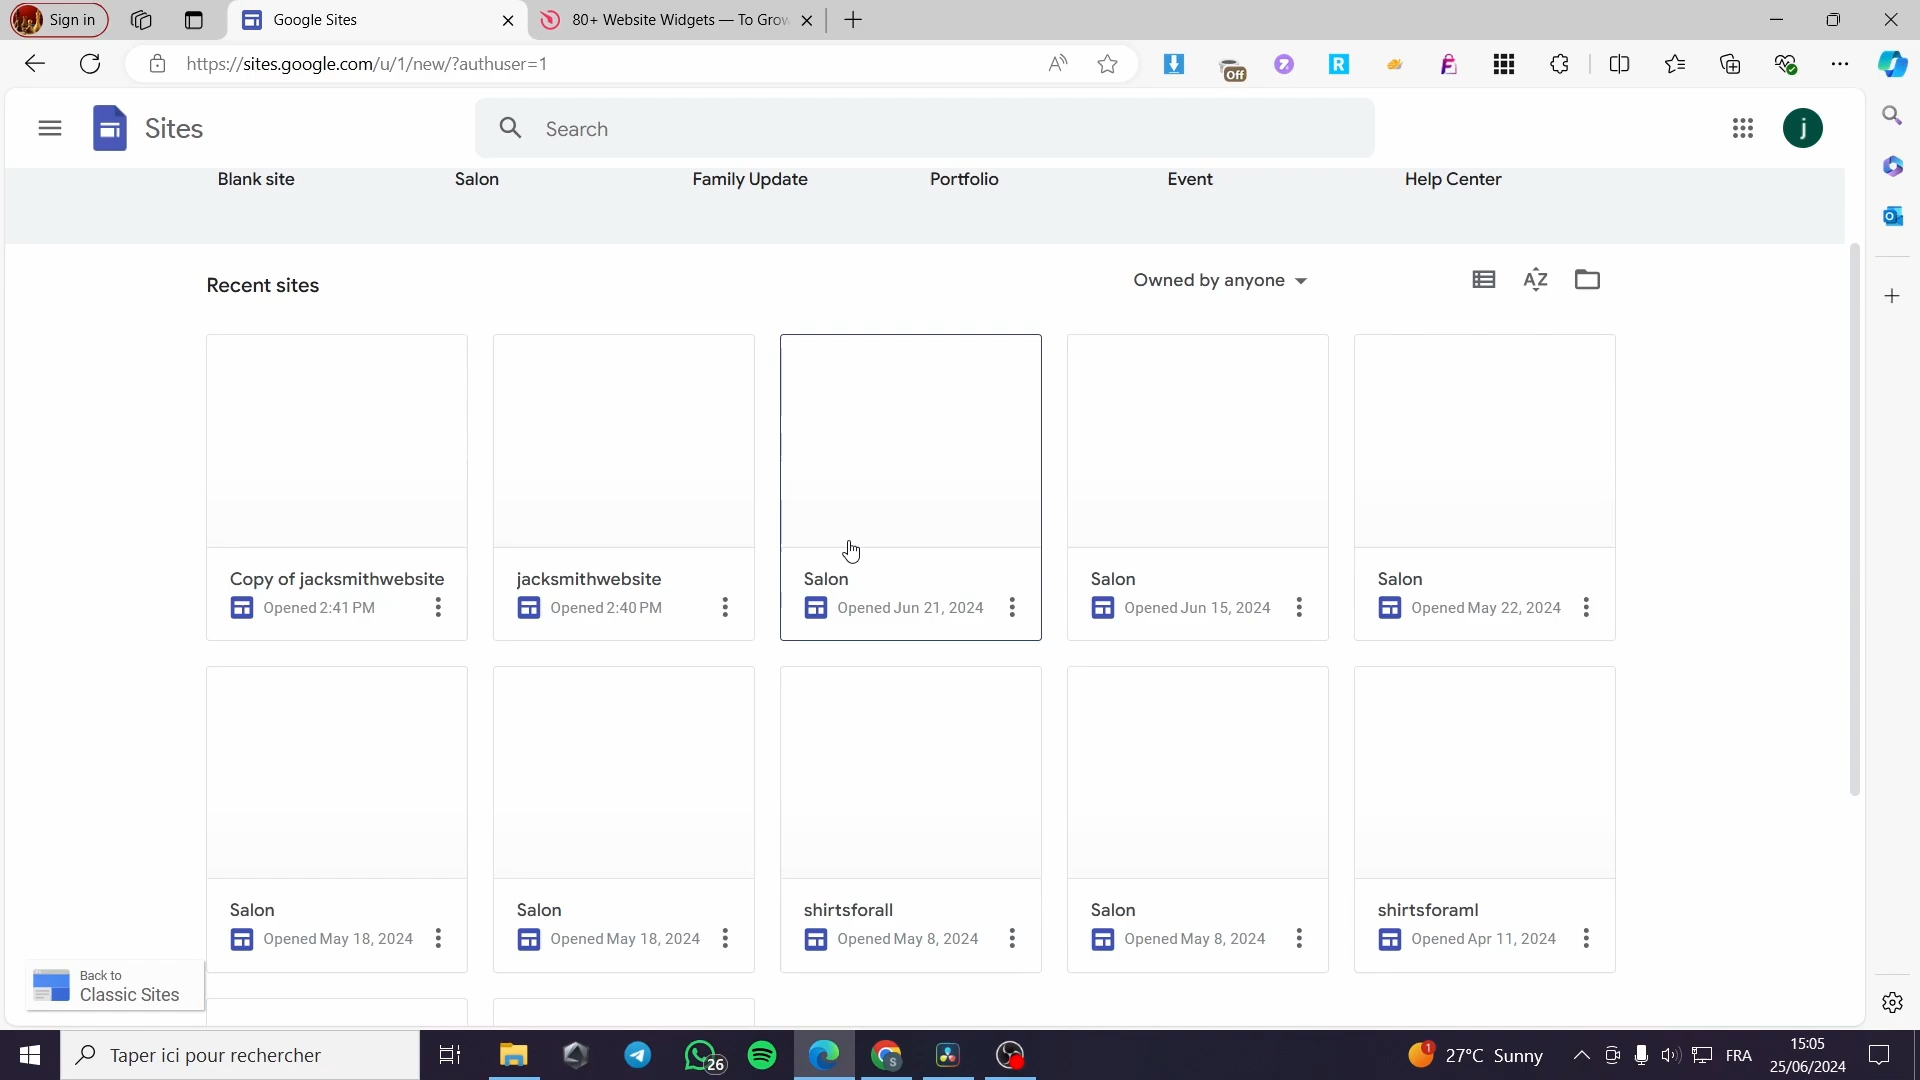 Sign in
Google Sites
80+ Website Widgets — To Grow
https://sites.google.com/u/1/new/?authuser=1
Off
Sites
Search
j
Blank site
Salon
Family Update
Portfolio
Event
Help Center
Recent sites
Owned by anyone
AZ
Copy of jacksmithwebsite
Opened 2:41 PM
jacksmithwebsite
Opened 2:40 PM
Salon
Opened Jun 21, 2024
Salon
Opened Jun 15, 2024
Salon
Opened May 22, 2024
Salon
Opened May 18, 2024
Salon
Opened May 18, 2024
shirtsforall
Opened May 8, 2024
Salon
Opened May 8, 2024
shirtsforaml
Opened Apr 11, 2024
Back to
Classic Sites
Taper ici pour rechercher
26
1
27°C Sunny
FRA
15:05
25/06/2024